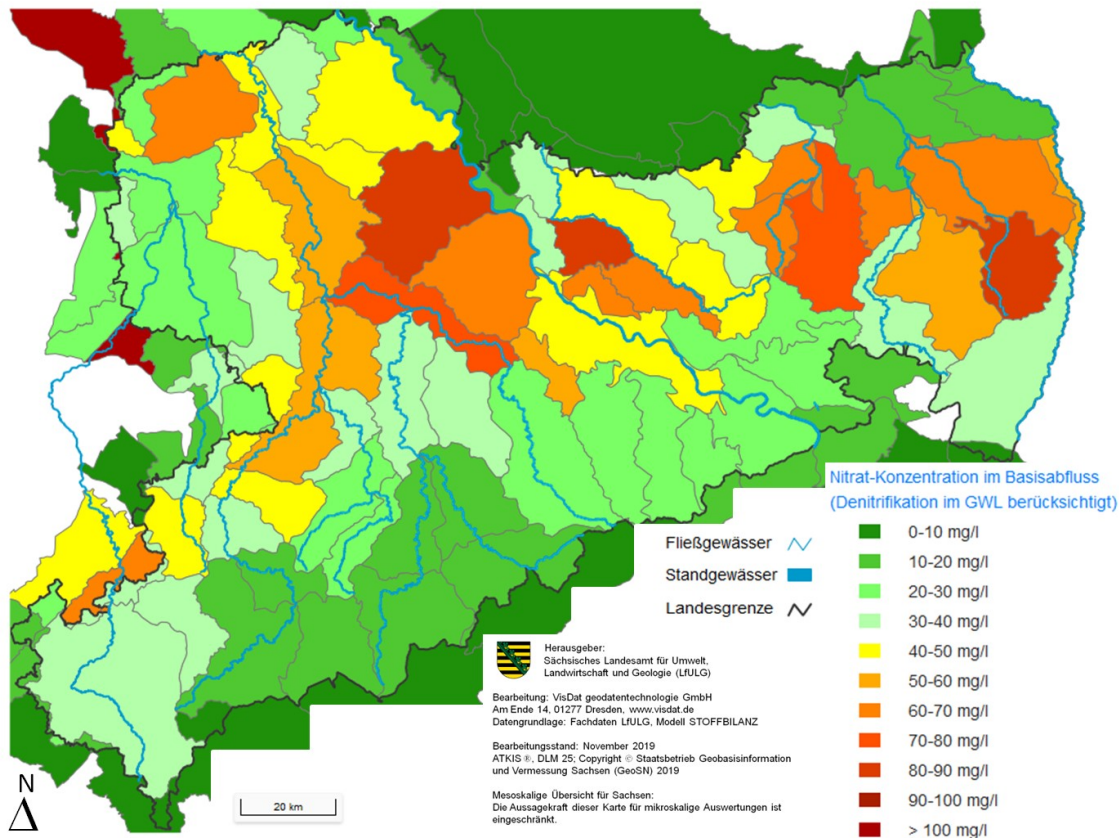 Nitrat-Konzentration im Basisabfluss
(Denitrifikation im GWL berücksichtigt)
0-10 mg/l
10-20 mg/l
20-30 mg/l
30-40 mg/l
40-50 mg/l
50-60 mg/l
60-70 mg/l
70-80 mg/l
80-90 mg/l
90-100 mg/l
> 100 mg/l
Fließgewässer
Standgewässer
Landesgrenze
Herausgeber:
Sächsisches Landesamt für Umwelt,
Landwirtschaft und Geologie (LfULG)
Bearbeitung: VisDat geodatentechnologie GmbH
Am Ende 14, 01277 Dresden, www.visdat.de
Datengrundlage: Fachdaten LfULG, Modell STOFFBILANZ
Bearbeitungsstand: November 2019
ATKIS ®, DLM 25; Copyright © Staatsbetrieb Geobasisinformation
und Vermessung Sachsen (GeoSN) 2019
Mesoskalige Übersicht für Sachsen:
Die Aussagekraft dieser Karte für mikroskalige Auswertungen ist
eingeschränkt.
N
20 km